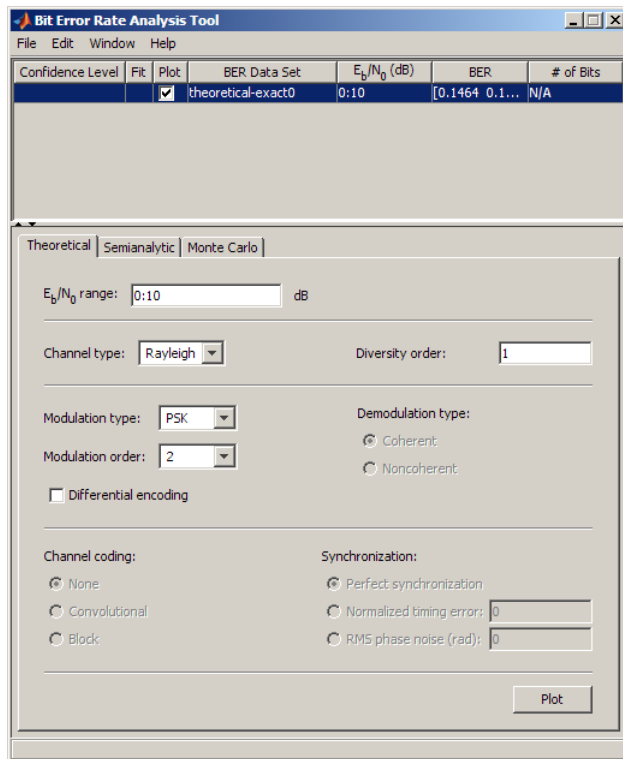 Bit Error Rate Analysis Tool
File Edit Window Help
Confidence Level Fit Plot BER Data Set Eb/N0 (dB) BER # of Bits
theoretical-exact0 0:10 [0.1464 0.1... N/A
Theoretical Semianalytic Monte Carlo
Eb/N0 range: 0:10 dB
Channel type: Rayleigh Diversity order: 1
Modulation type: PSK Demodulation type:
Coherent
Modulation order: 2
Noncoherent
Differential encoding
Channel coding: Synchronization:
None Perfect synchronization
Convolutional Normalized timing error: 0
Block RMS phase noise (rad): 0
Plot